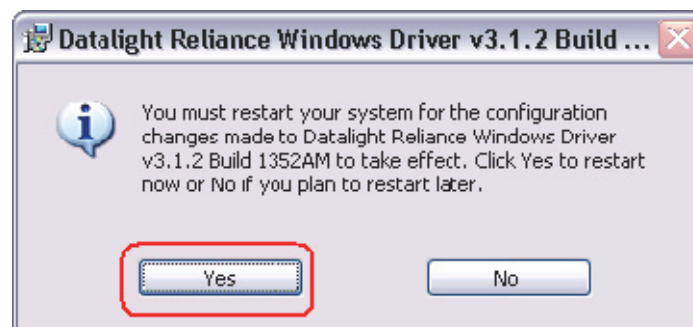 Datalight Reliance Windows Driver v3.1.2 Build ...
You must restart your system for the configuration
changes made to Datalight Reliance Windows Driver
v3.1.2 Build 1352AM to take effect. Click Yes to restart
now or No if you plan to restart later.
Yes
No